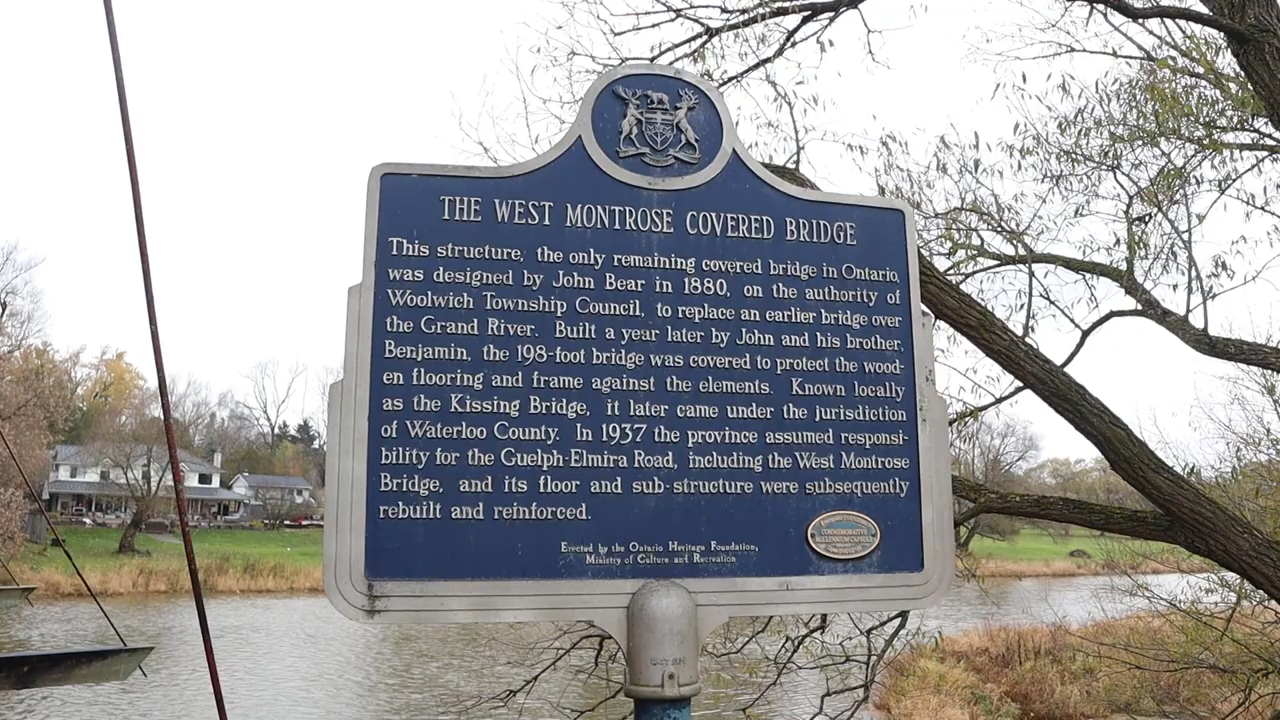 THE WEST MONTROSE COVERED BRIDGE
This structure, the only remaining covered bridge in Ontario,
was designed by John Bear in 1880, on the authority of
Woolwich Township Council, to replace an earlier bridge over
the Grand River. Built a year later by John and his brother,
Benjamin, the 198-foot bridge was covered to protect the wood-
en flooring and frame against the elements. Known locally
as the Kissing Bridge, it later came under the jurisdiction
of Waterloo County. In 1937 the province assumed responsi-
bility for the Guelph-Elmira Road, including the West Montrose
Bridge, and its floor and sub-structure were subsequently
rebuilt and reinforced.
Erected by the Ontario Heritage Foundation,
Ministry of Culture and Recreation
COMMEMORATIVE
MILLENNIUM CAPSULE